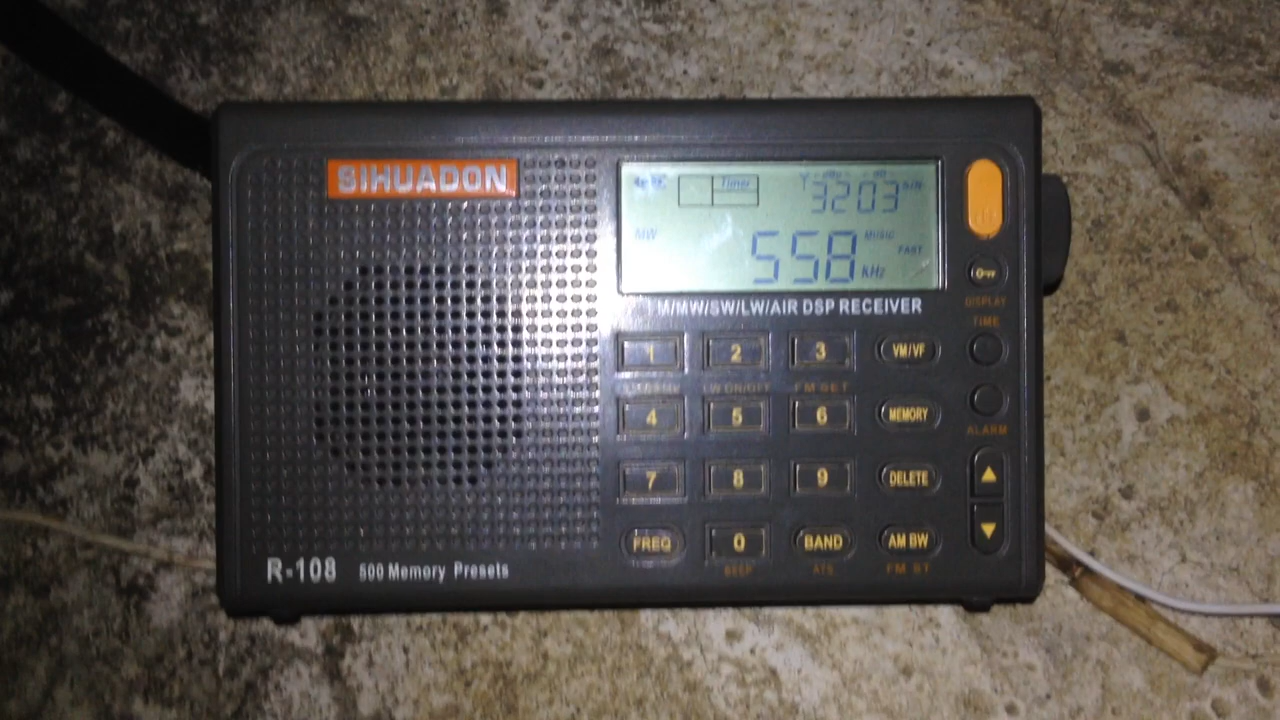 SIHUADON
Timer
dBμ dB
3203 S/N
MW
MUSIC
FAST
558 KHz
M/MW/SW/LW/AIR DSP RECEIVER
DISPLAY
TIME
1 2 3 VM/VF
LW ON/OFF FM SET
4 5 6 MEMORY
ALARM
7 8 9 DELETE
FREQ 0 BAND AM BW
BEEP ATS FM ST
R-108 500 Memory Presets